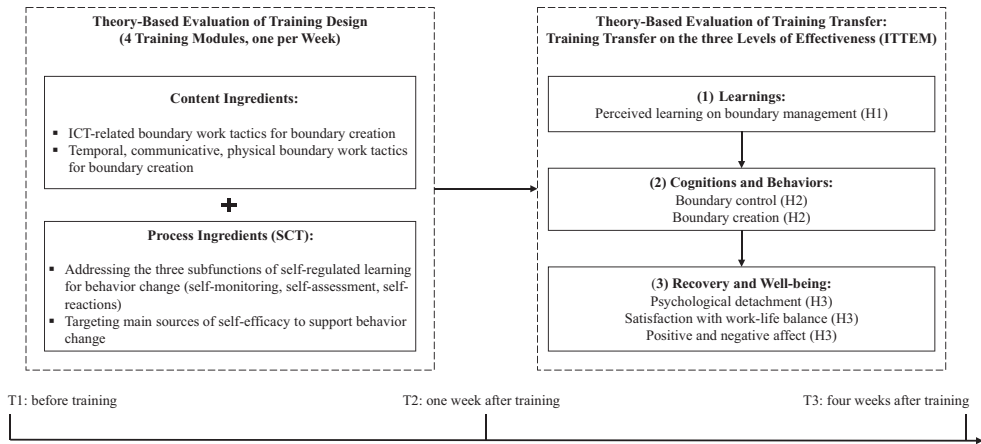 Theory-Based Evaluation of Training Design
(4 Training Modules, one per Week)
Content Ingredients:
▪ ICT-related boundary work tactics for boundary creation
▪ Temporal, communicative, physical boundary work tactics
for boundary creation
+
Process Ingredients (SCT):
▪ Addressing the three subfunctions of self-regulated learning
for behavior change (self-monitoring, self-assessment, self-
reactions)
▪ Targeting main sources of self-efficacy to support behavior
change
Theory-Based Evaluation of Training Transfer:
Training Transfer on the three Levels of Effectiveness (ITTEM)
(1) Learnings:
Perceived learning on boundary management (H1)
(2) Cognitions and Behaviors:
Boundary control (H2)
Boundary creation (H2)
(3) Recovery and Well-being:
Psychological detachment (H3)
Satisfaction with work-life balance (H3)
Positive and negative affect (H3)
T1: before training
T2: one week after training
T3: four weeks after training